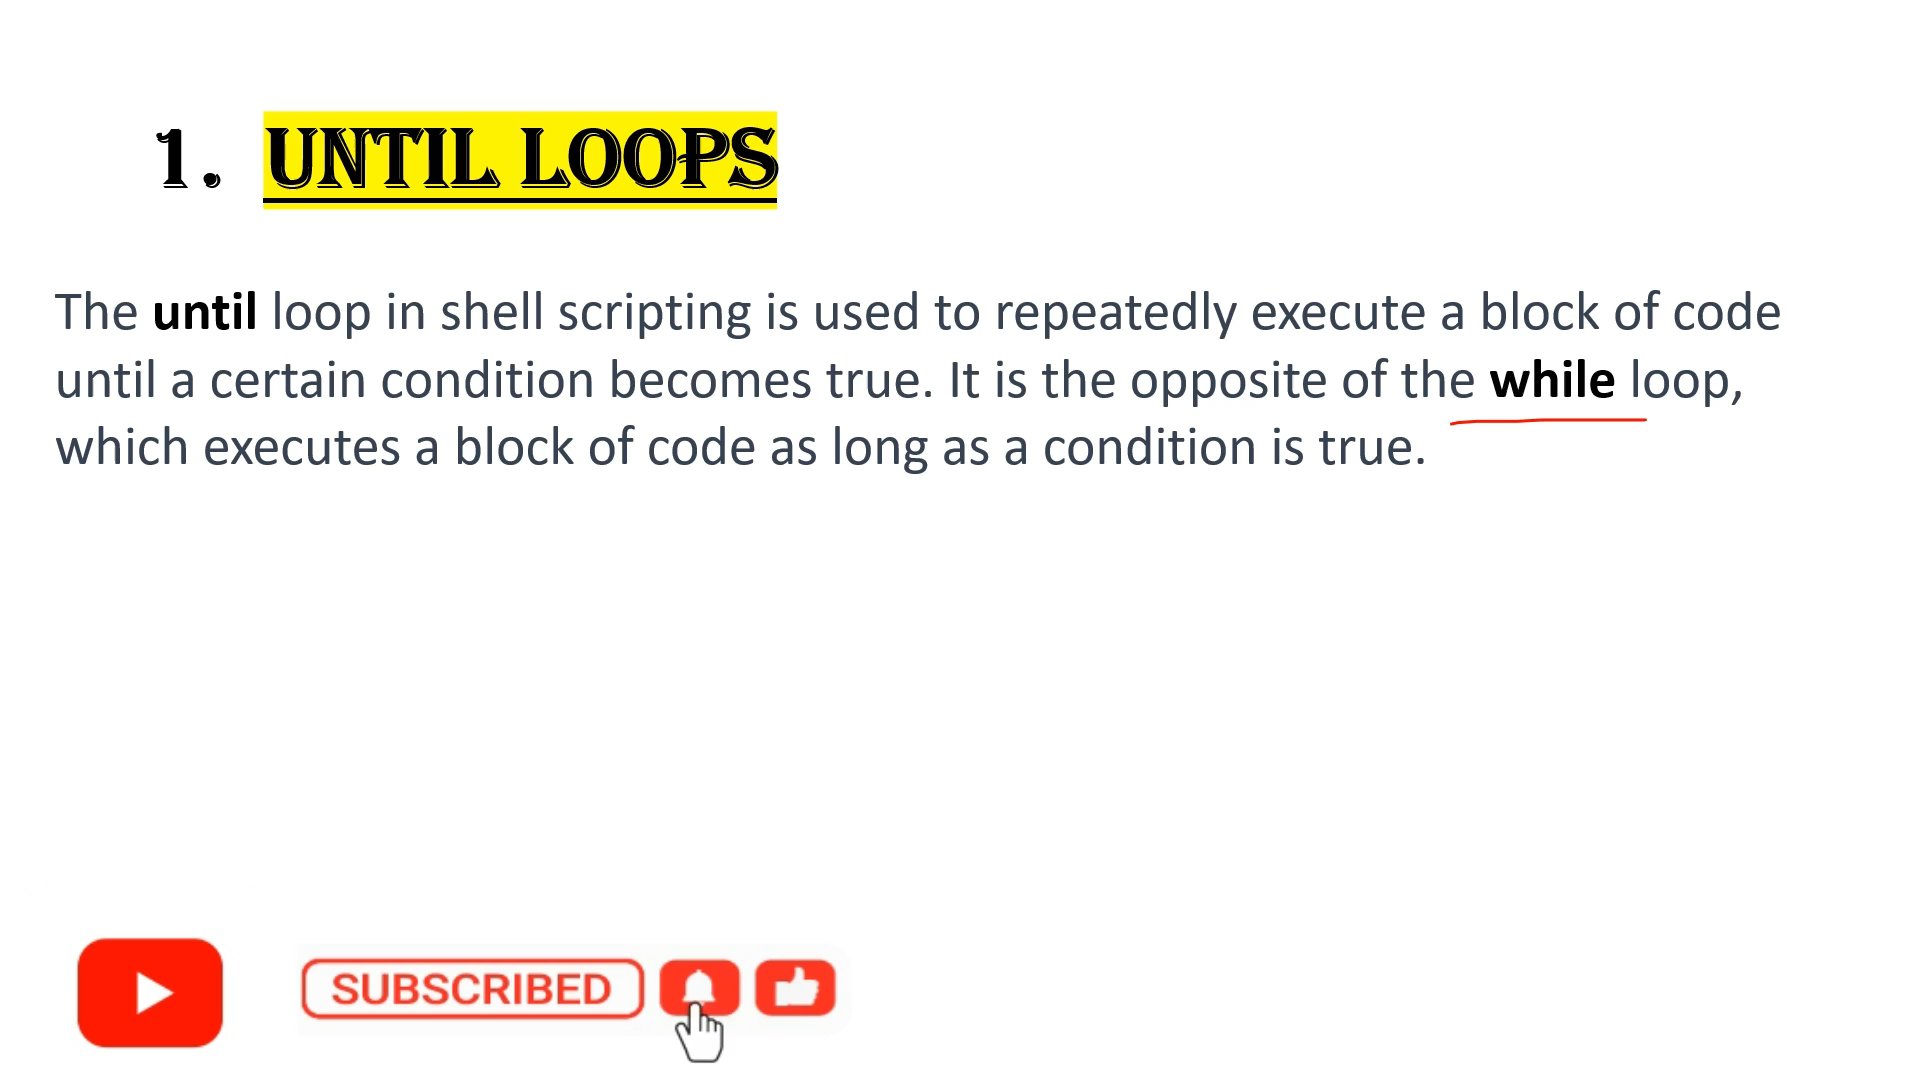 1. UNTIL LOOPS
The until loop in shell scripting is used to repeatedly execute a block of code
until a certain condition becomes true. It is the opposite of the while loop,
which executes a block of code as long as a condition is true.
SUBSCRIBED